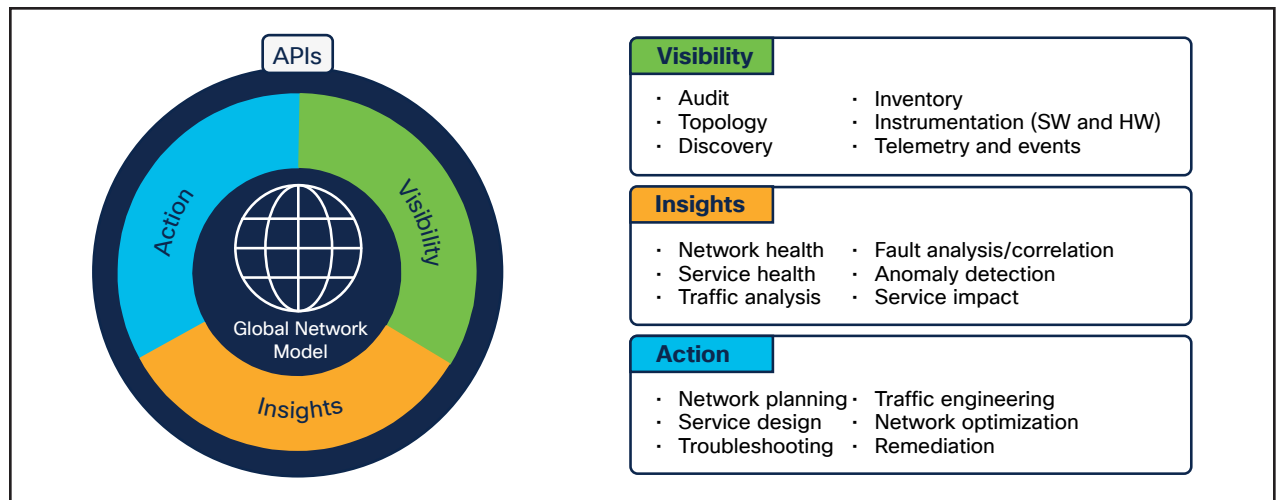 APIs
Action
Visibility
Global Network
Model
Insights
Visibility
· Audit
· Topology
· Discovery
· Inventory
· Instrumentation (SW and HW)
· Telemetry and events
Insights
· Network health
· Service health
· Traffic analysis
· Fault analysis/correlation
· Anomaly detection
· Service impact
Action
· Network planning
· Service design
· Troubleshooting
· Traffic engineering
· Network optimization
· Remediation